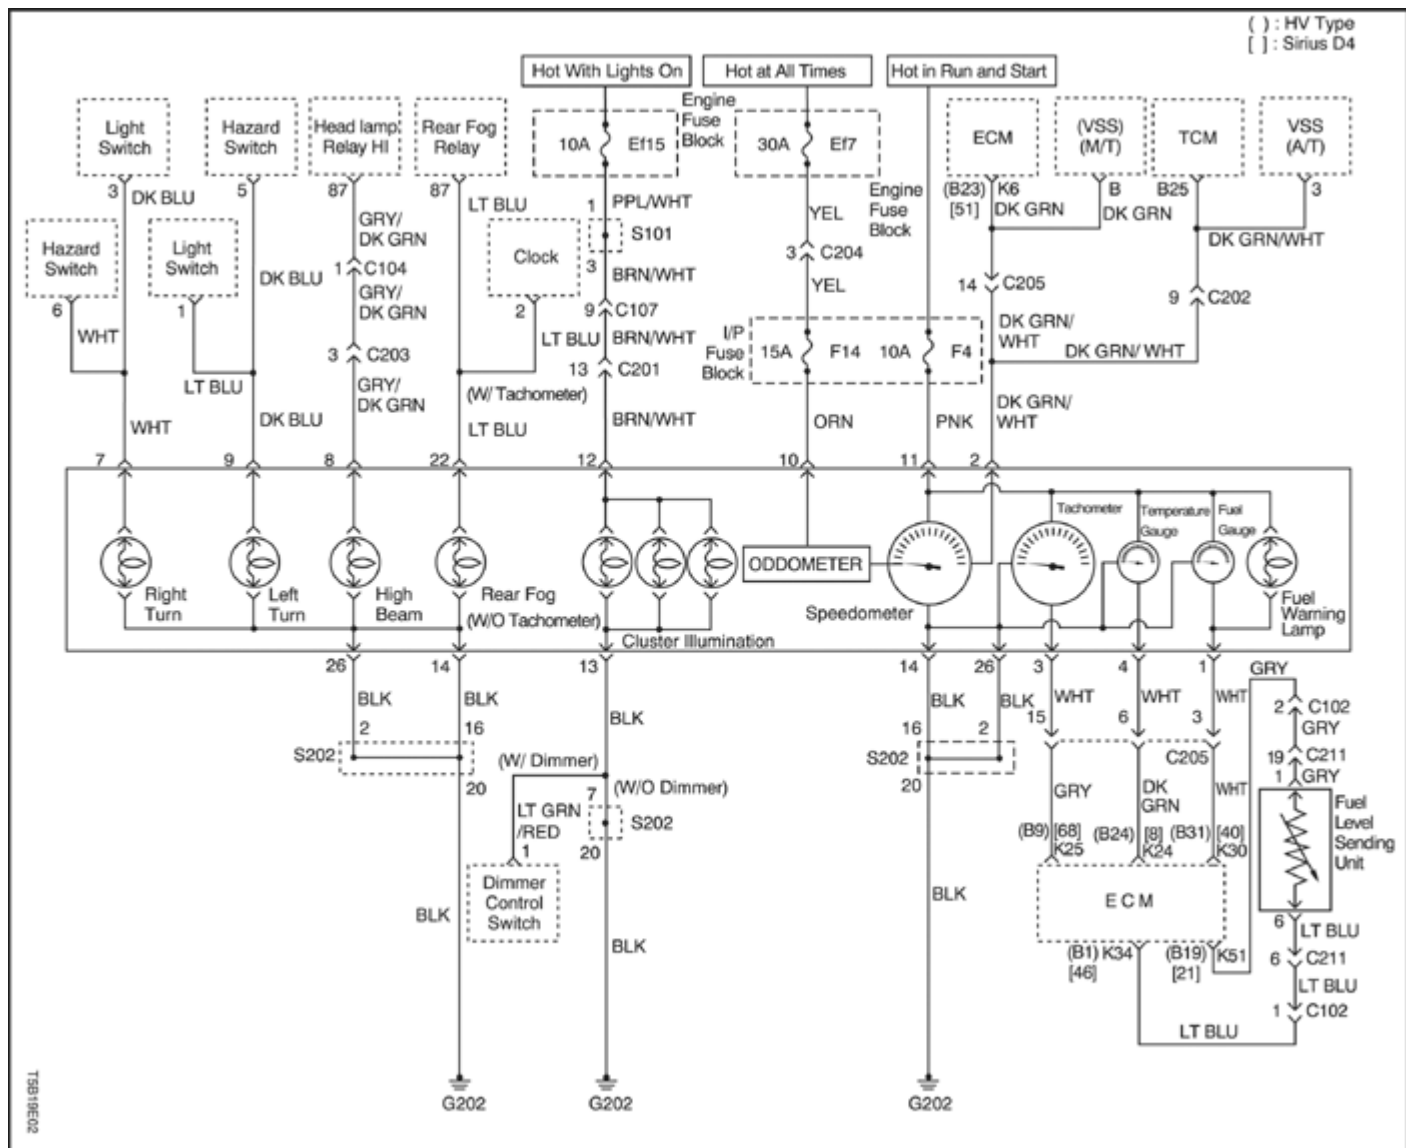 ( ) : HV Type
[ ] : Sirius D4
Hot With Lights On
Hot at All Times
Hot in Run and Start
Light
Switch
Hazard
Switch
Head lamp
Relay HI
Rear Fog
Relay
10A
Ef15
Engine
Fuse
Block
30A
Ef7
Engine
Fuse
Block
ECM
(VSS)
(M/T)
TCM
VSS
(A/T)
3
DK BLU
5
87
87
LT BLU
1
PPL/WHT
S101
3
BRN/WHT
YEL
3
C204
YEL
(B23)
[51]
K6
DK GRN
B
DK GRN
B25
3
DK GRN/WHT
Hazard
Switch
6
WHT
Light
Switch
1
LT BLU
DK BLU
GRY/
DK GRN
1
C104
GRY/
DK GRN
3
C203
GRY/
DK GRN
Clock
2
LT BLU
9
C107
BRN/WHT
13
C201
(W/ Tachometer)
14
C205
9
C202
I/P
Fuse
Block
15A
F14
10A
F4
DK GRN/
WHT
DK GRN/ WHT
WHT
DK BLU
LT BLU
BRN/WHT
ORN
PNK
DK GRN/
WHT
7
9
8
22
12
10
11
2
Tachometer
Temperature
Gauge
Fuel
Gauge
ODDOMETER
Right
Turn
Left
Turn
High
Beam
Rear Fog
(W/O Tachometer)
Cluster Illumination
Speedometer
Fuel
Warning
Lamp
26
14
13
14
26
3
4
1
BLK
BLK
BLK
BLK
BLK
WHT
WHT
WHT
GRY
2
16
S202
20
(W/ Dimmer)
(W/O Dimmer)
7
LT GRN
/RED
1
S202
20
Dimmer
Control
Switch
16
2
S202
20
15
6
3
C205
2
C102
GRY
19
C211
1
GRY
GRY
DK
GRN
WHT
(B9)
[68]
K25
(B24)
[8]
K24
(B31)
[40]
K30
Fuel
Level
Sending
Unit
E C M
BLK
BLK
BLK
(B1)
[46]
K34
(B19)
[21]
K51
6
LT BLU
6
C211
LT BLU
1
C102
LT BLU
G202
G202
G202
T5B19E02